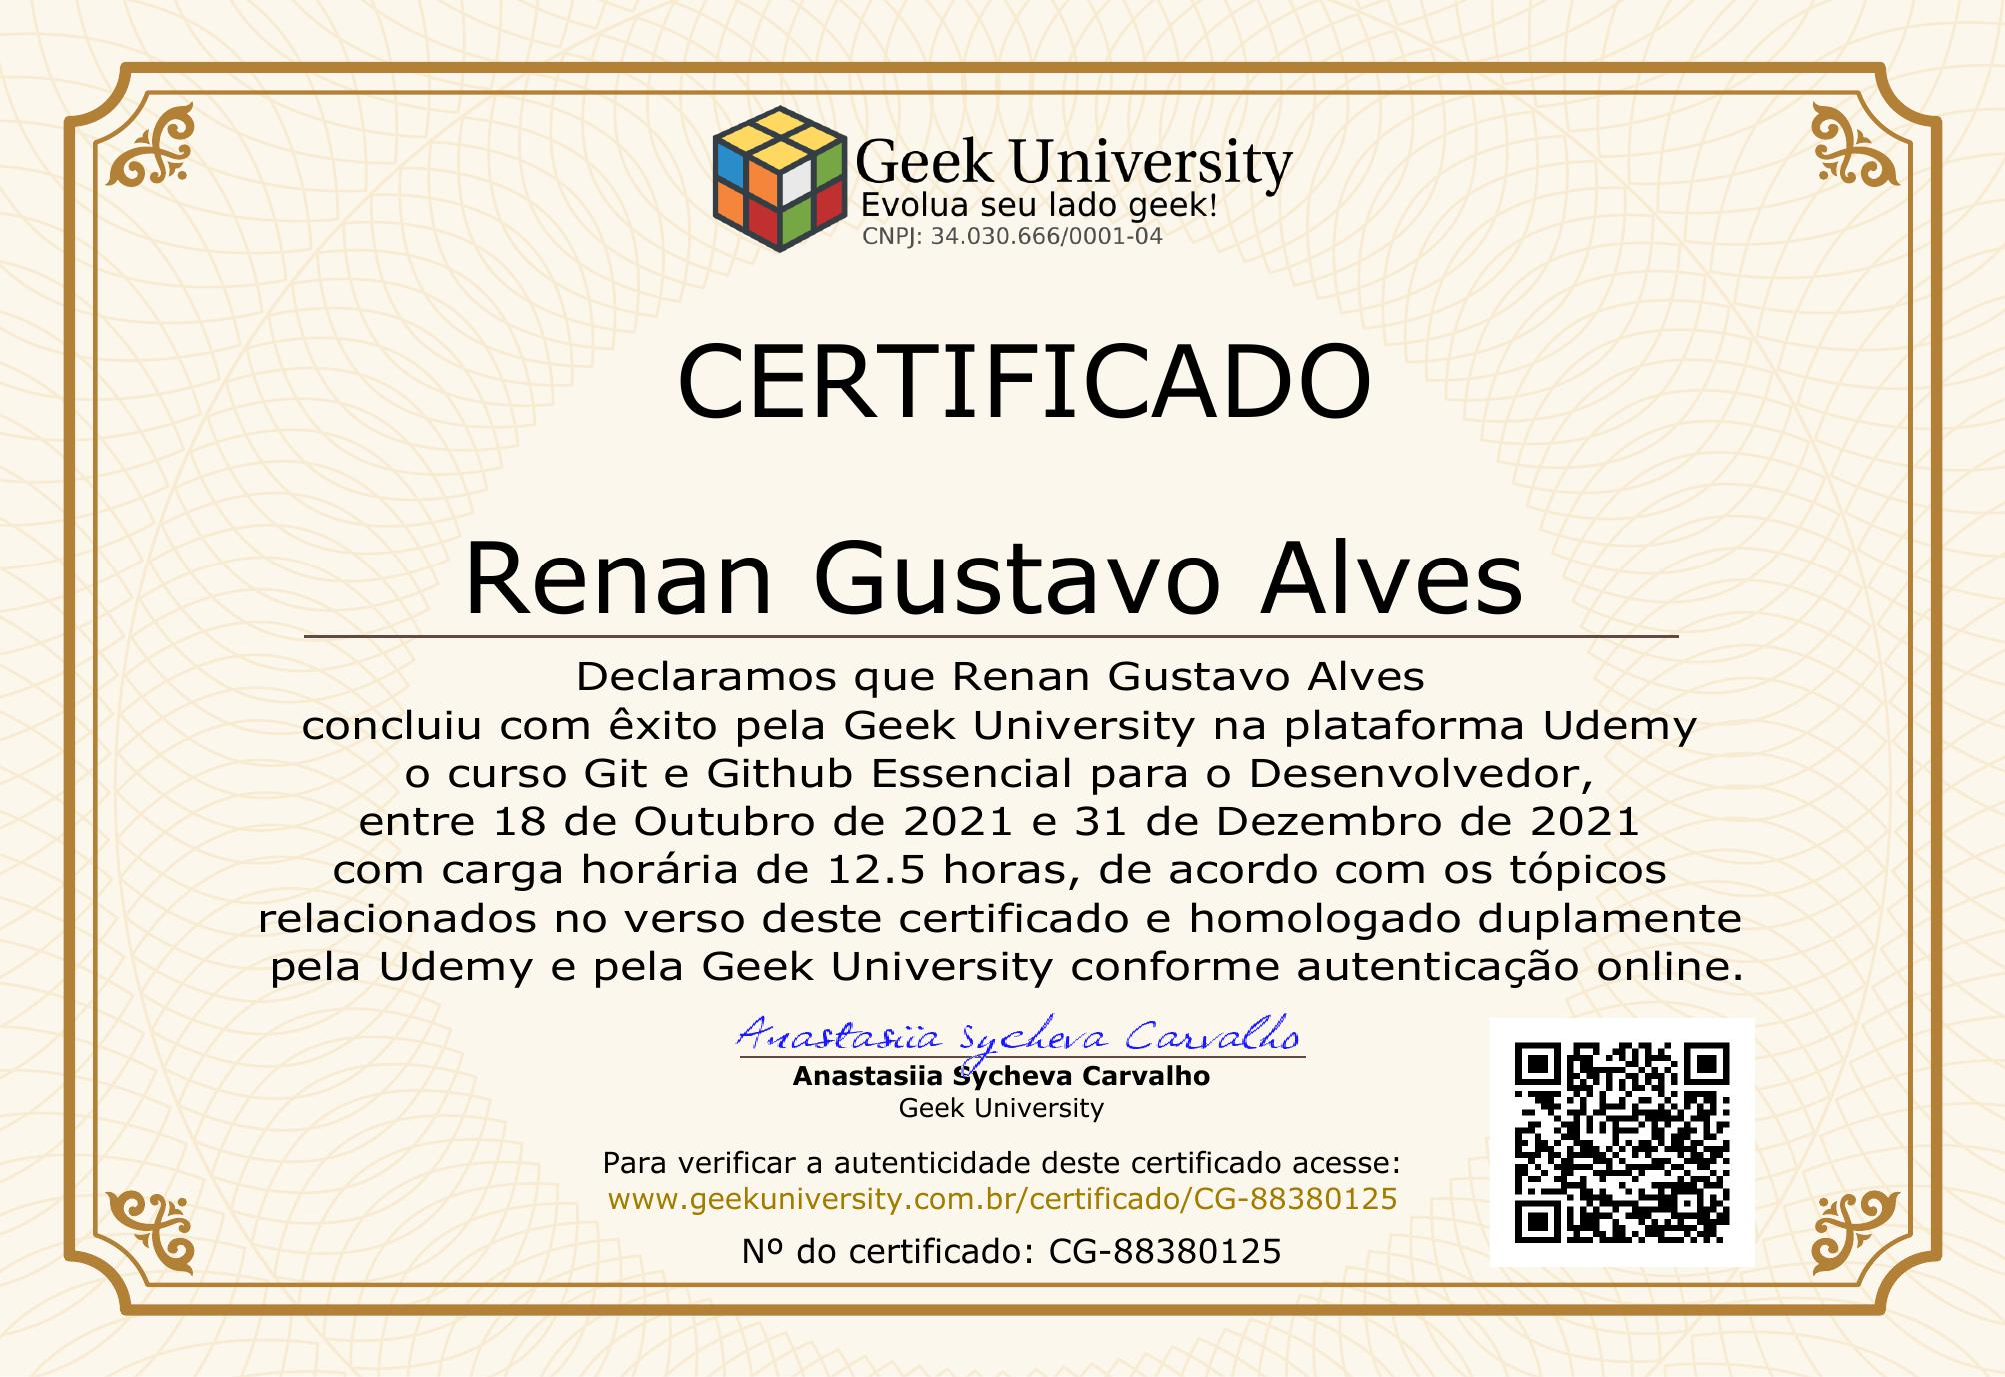 Geek University
Evolua seu lado geek!
CNPJ: 34.030.666/0001-04
CERTIFICADO
Renan Gustavo Alves
Declaramos que Renan Gustavo Alves
concluiu com êxito pela Geek University na plataforma Udemy
o curso Git e Github Essencial para o Desenvolvedor,
entre 18 de Outubro de 2021 e 31 de Dezembro de 2021
com carga horária de 12.5 horas, de acordo com os tópicos
relacionados no verso deste certificado e homologado duplamente
pela Udemy e pela Geek University conforme autenticação online.
Anastasiia Sycheva Carvalho
Anastasiia Sycheva Carvalho
Geek University
Para verificar a autenticidade deste certificado acesse:
www.geekuniversity.com.br/certificado/CG-88380125
Nº do certificado: CG-88380125